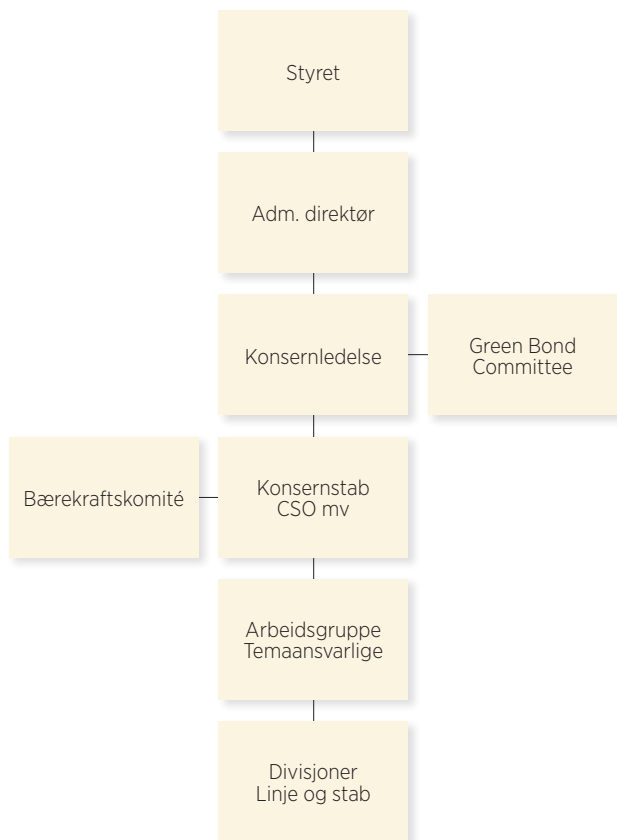 Styret
Adm. direktør
Konsernledelse
Green Bond
Committee
Bærekraftskomité
Konsernstab
CSO mv
Arbeidsgruppe
Temaansvarlige
Divisjoner
Linje og stab